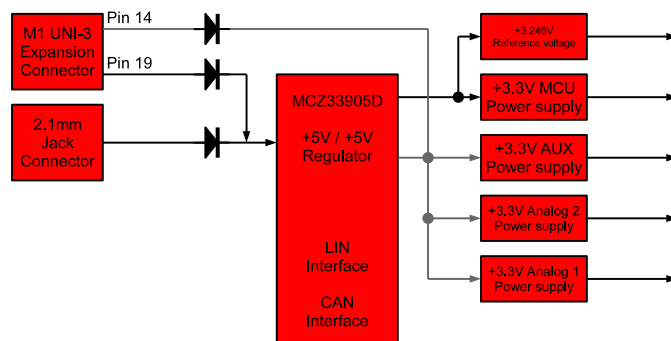 M1 UNI-3
Expansion
Connector
Pin 14
Pin 19
2.1mm
Jack
Connector
MCZ33905D
+5V / +5V
Regulator
LIN
Interface
CAN
Interface
+3.246V
Reference voltage
+3.3V MCU
Power supply
+3.3V AUX
Power supply
+3.3V Analog 2
Power supply
+3.3V Analog 1
Power supply